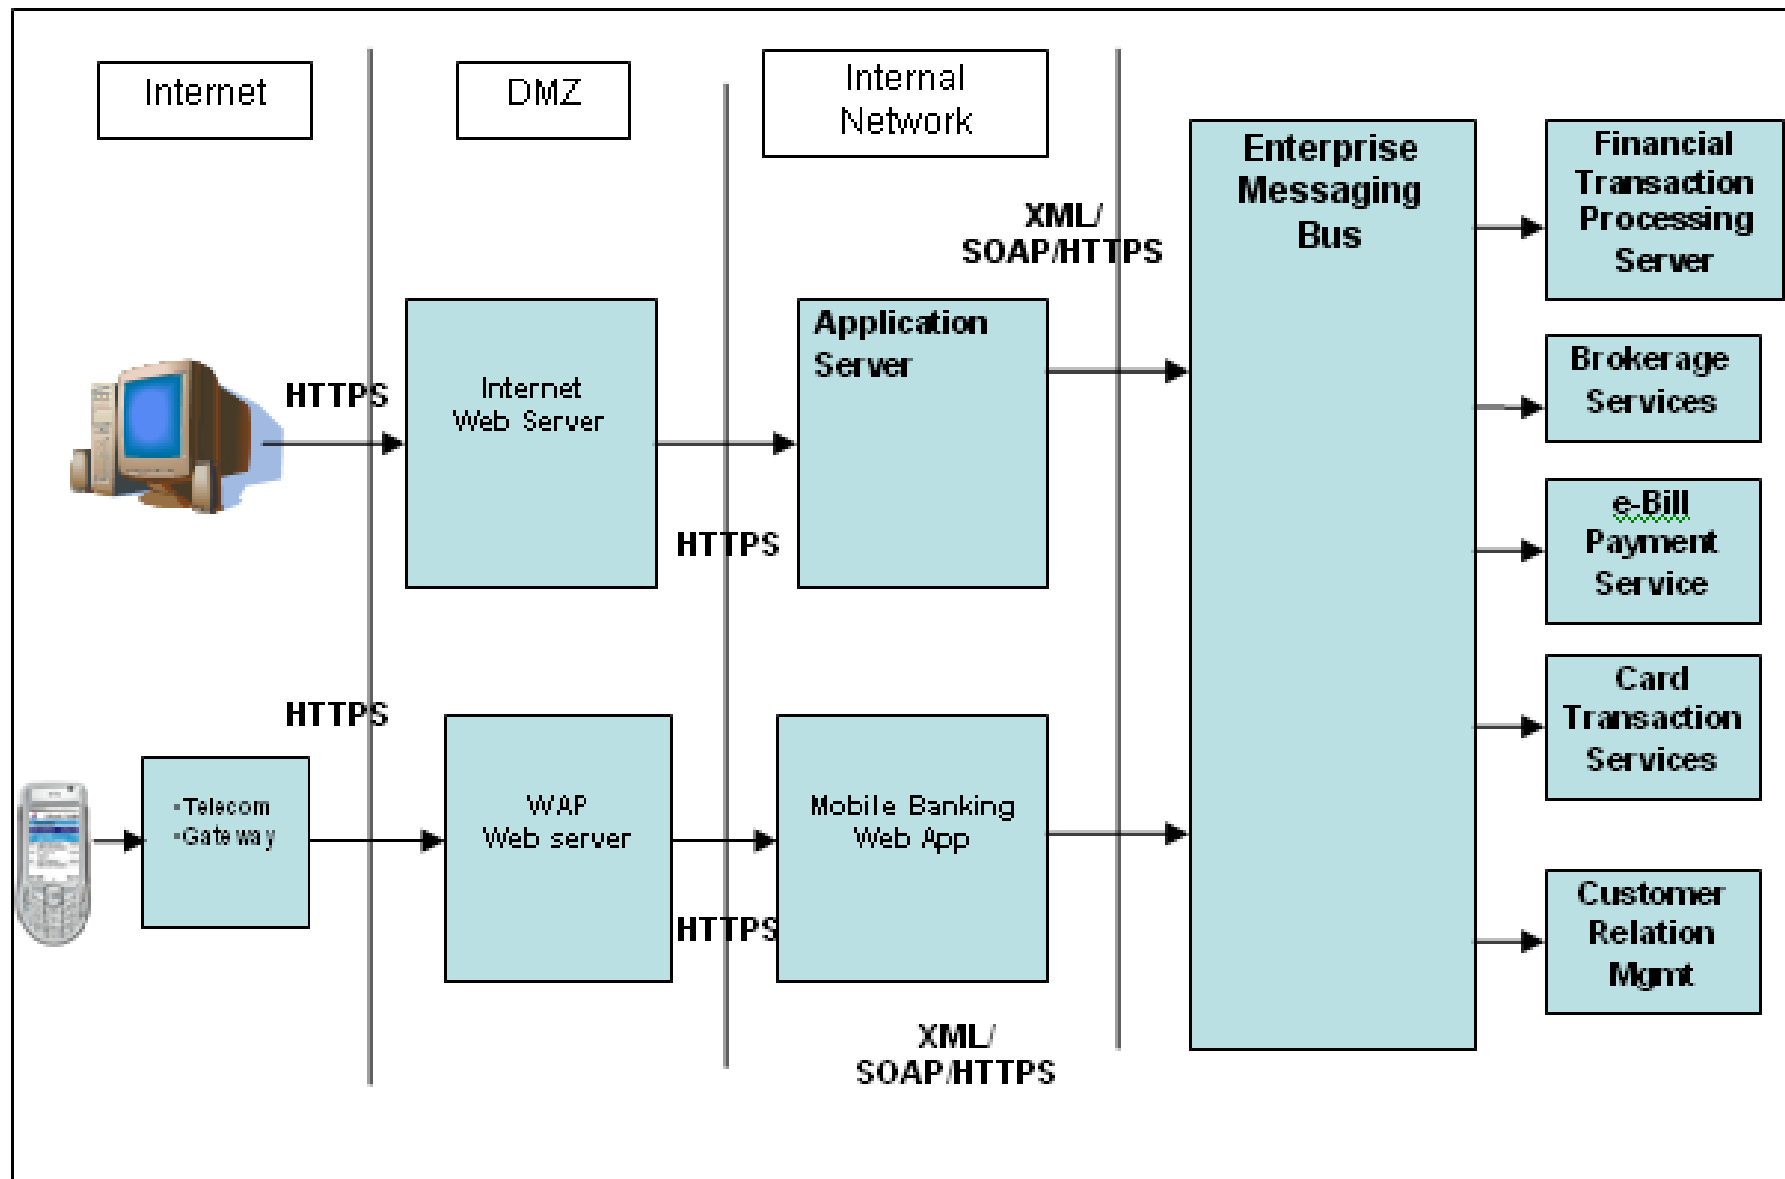 Internet
DMZ
Internal
Network
Enterprise
Messaging
Bus
Financial
Transaction
Processing
Server
XML/
SOAP/HTTPS
Application
Server
Brokerage
Services
HTTPS
Internet
Web Server
e-Bill
Payment
Service
HTTPS
Card
Transaction
Services
HTTPS
▪Telecom
▪Gateway
WAP
Web server
Mobile Banking
Web App
HTTPS
Customer
Relation
Mgmt
XML/
SOAP/HTTPS